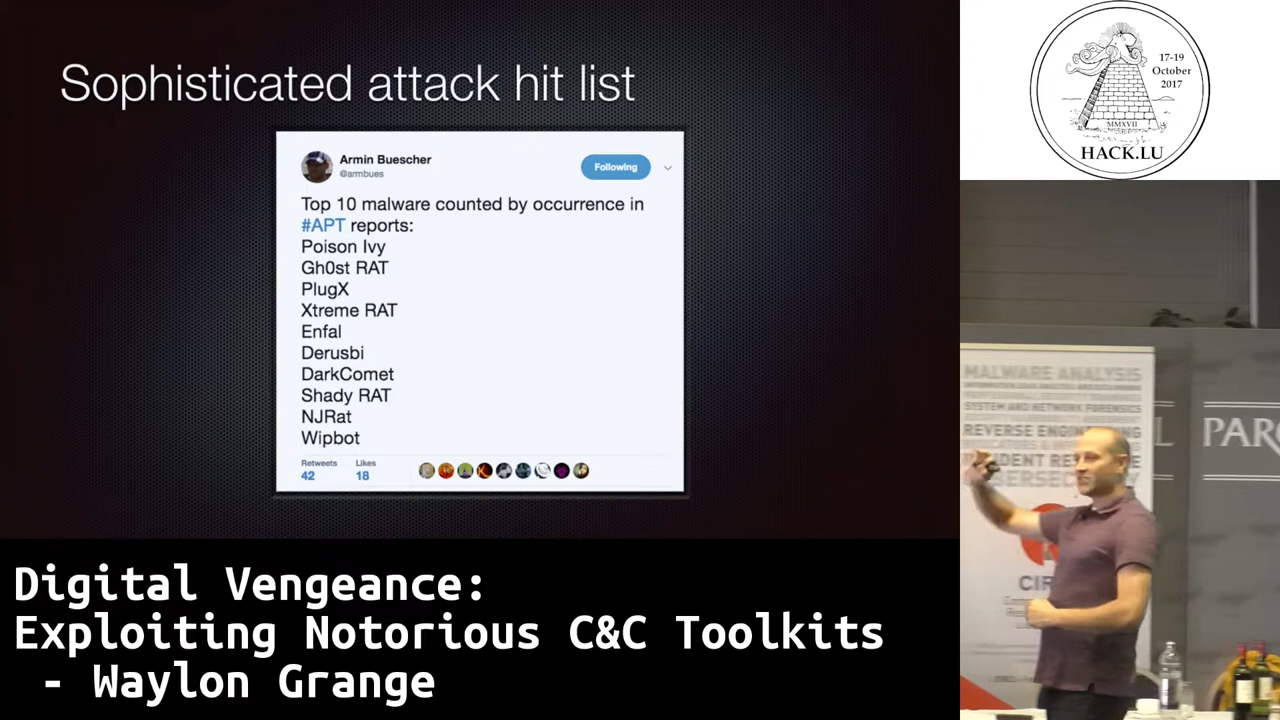 Sophisticated attack hit list
Armin Buescher
@armbues
Following
Top 10 malware counted by occurrence in
#APT reports:
Poison Ivy
Gh0st RAT
PlugX
Xtreme RAT
Enfal
Derusbi
DarkComet
Shady RAT
NJRat
Wipbot
Retweets
Likes
42
18
17-19
October
2017
MMXVII
HACK.LU
MALWARE ANALYSIS
SYSTEM AND NETWORK FORENSICS
REVERSE ENGINEERING
PAR
CIR
Digital Vengeance:
Exploiting Notorious C&C Toolkits
- Waylon Grange